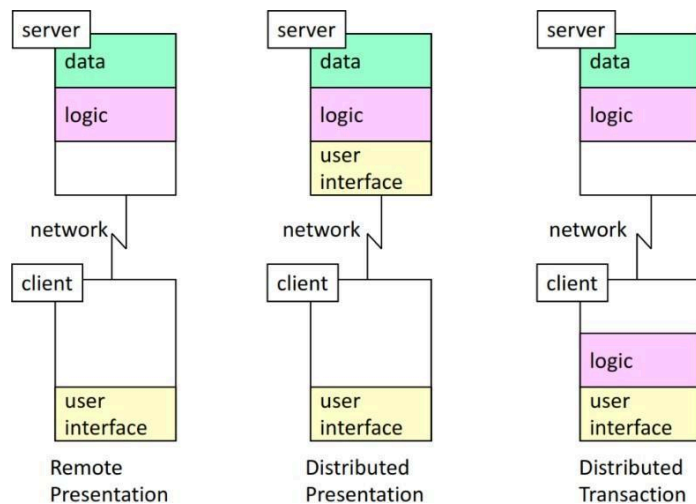 server
data
logic
network
client
user
interface
Remote
Presentation
server
data
logic
user
interface
network
client
user
interface
Distributed
Presentation
server
data
logic
network
client
logic
user
interface
Distributed
Transaction